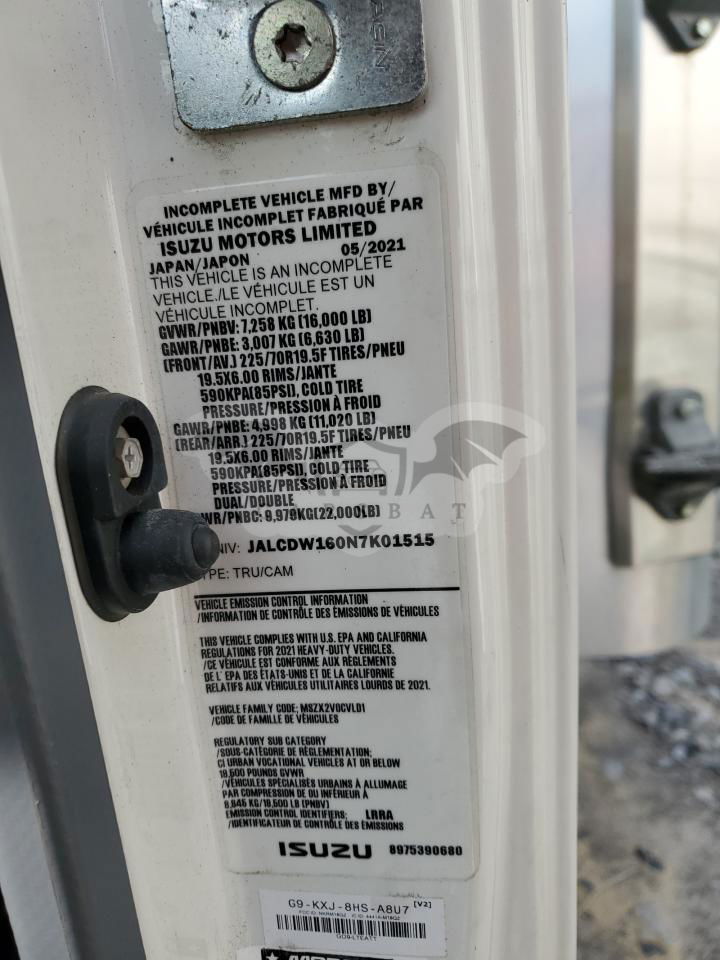 ASIN
INCOMPLETE VEHICLE MFD BY/
VÉHICULE INCOMPLET FABRIQUÉ PAR
ISUZU MOTORS LIMITED
JAPAN/JAPON 05/2021
THIS VEHICLE IS AN INCOMPLETE
VEHICLE./LE VÉHICULE EST UN
VÉHICULE INCOMPLET.
GVWR/PNBV: 7,258 KG (16,000 LB)
GAWR/PNBE: 3,007 KG (6,630 LB)
(FRONT/AV.) 225/70R19.5F TIRES/PNEU
19.5X6.00 RIMS/JANTE
590KPA(85PSI), COLD TIRE
PRESSURE/PRESSION À FROID
GAWR/PNBE: 4,998 KG (11,020 LB)
(REAR/ARR.) 225/70R19.5F TIRES/PNEU
19.5X6.00 RIMS/JANTE
590KPA(85PSI), COLD TIRE
PRESSURE/PRESSION À FROID
DUAL/DOUBLE
WR/PNBC: 9,979KG(22,000LB)
NIV: JALCDW160N7K01515
YPE: TRU/CAM
BAT
VEHICLE EMISSION CONTROL INFORMATION
/INFORMATION DE CONTRÔLE DES ÉMISSIONS DE VÉHICULES
THIS VEHICLE COMPLIES WITH U.S. EPA AND CALIFORNIA
REGULATIONS FOR 2021 HEAVY-DUTY VEHICLES.
/CE VÉHICULE EST CONFORME AUX RÈGLEMENTS
DE L' EPA DES ÉTATS-UNIS ET DE LA CALIFORNIE
RELATIFS AUX VÉHICULES UTILITAIRES LOURDS DE 2021.
VEHICLE FAMILY CODE: MSZX2VOCVLD1
/CODE DE FAMILLE DE VÉHICULES
REGULATORY SUB CATEGORY
/SOUS-CATÉGORIE DE RÉGLEMENTATION:
CI URBAN VOCATIONAL VEHICLES AT OR BELOW
19,500 POUNDS GVWR
/VÉHICULES SPÉCIALISÉS URBAINS À ALLUMAGE
PAR COMPRESSION DE OU INFÉRIEUR À
8,845 KG/19,500 LB (PNBV)
EMISSION CONTROL IDENTIFIERS: LRRA
/IDENTIFICATEUR DE CONTRÔLE DES ÉMISSIONS
ISUZU 8975390680
G9-KXJ-8HS-A8U7 [V2]
GO9-LTEATT